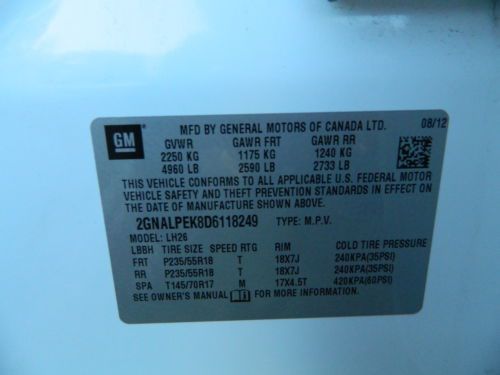 GM
MFD BY GENERAL MOTORS OF CANADA LTD. 08/12
GVWR GAWR FRT GAWR RR
2250 KG 1175 KG 1240 KG
4960 LB 2590 LB 2733 LB
THIS VEHICLE CONFORMS TO ALL APPLICABLE U.S. FEDERAL MOTOR
VEHICLE SAFETY AND THEFT PREVENTION STANDARDS IN EFFECT ON
THE DATE OF MANUFACTURE SHOWN ABOVE.
2GNALPEK8D6118249 TYPE: M.P.V.
MODEL: LH26
LBBH TIRE SIZE SPEED RTG RIM COLD TIRE PRESSURE
FRT P235/55R18 T 18X7J 240KPA(35PSI)
RR P235/55R18 T 18X7J 240KPA(35PSI)
SPA T145/70R17 M 17X4.5T 420KPA(60PSI)
SEE OWNER'S MANUAL FOR MORE INFORMATION.